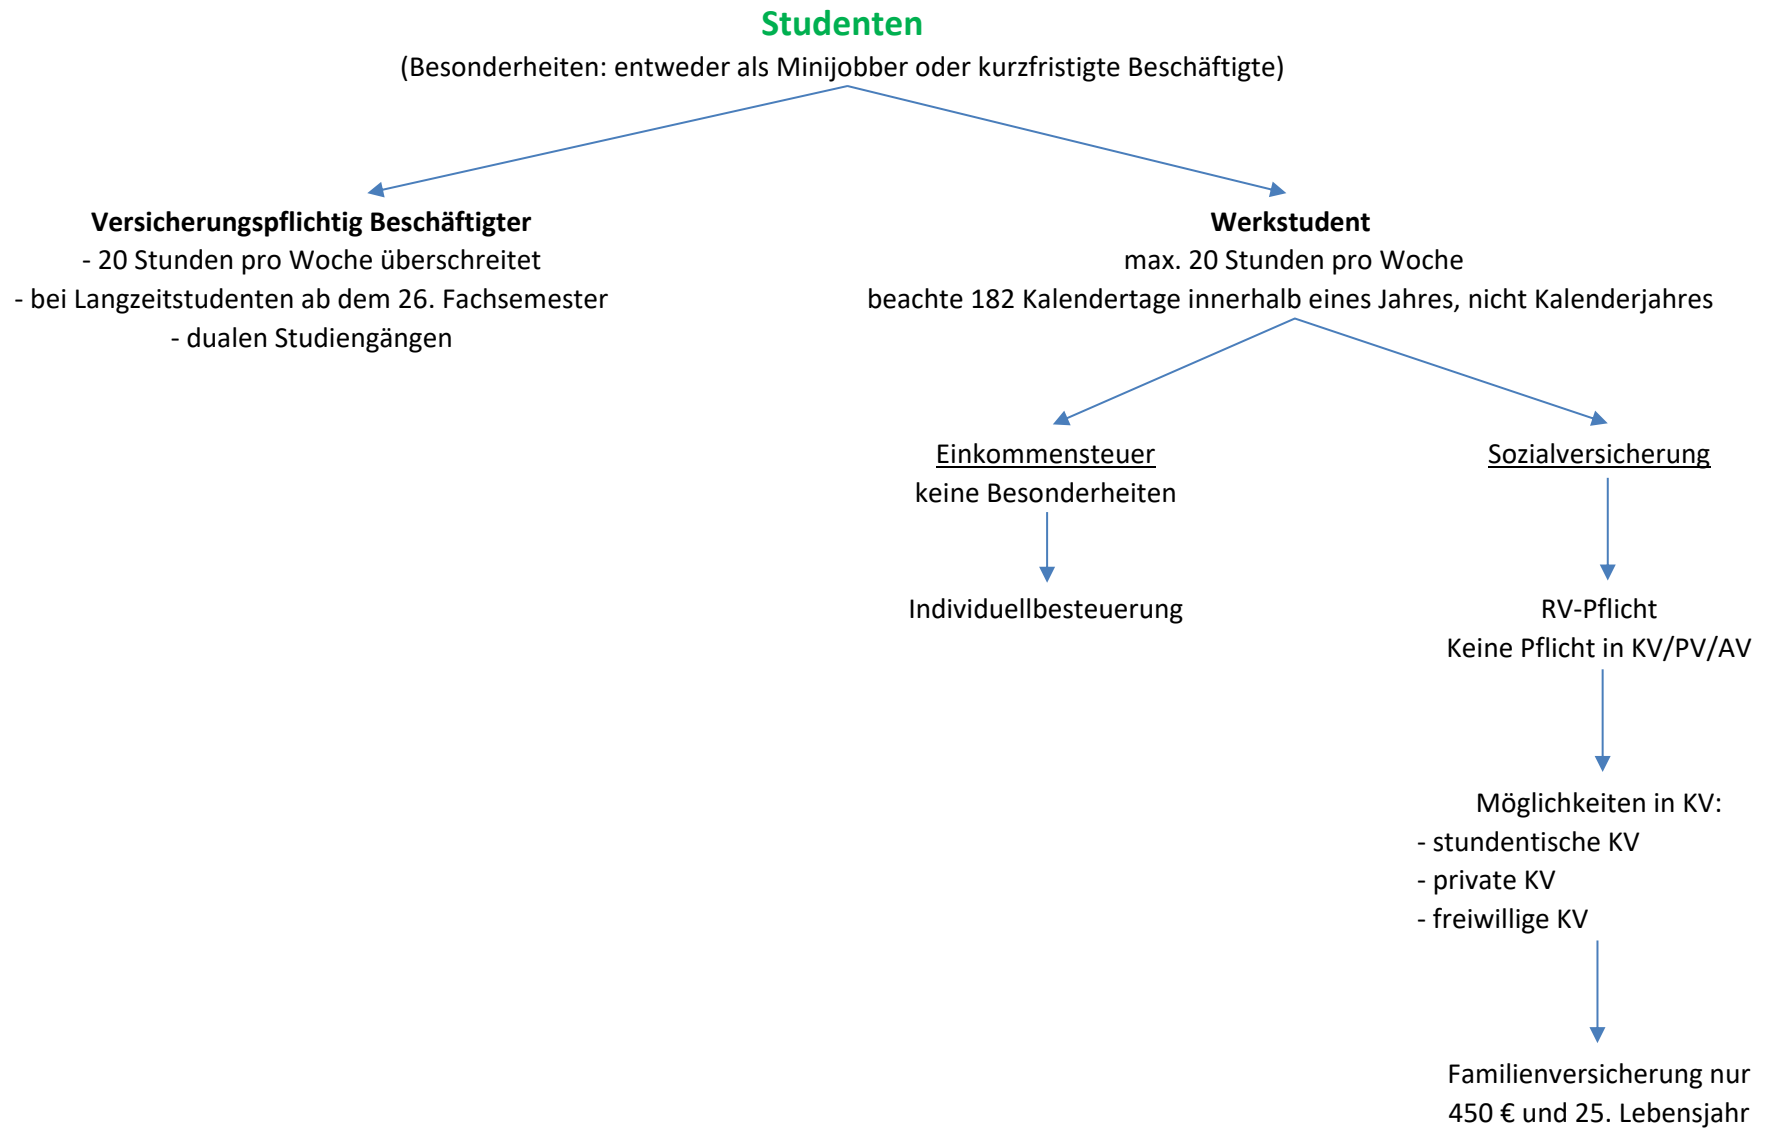 Studenten
(Besonderheiten: entweder als Minijobber oder kurzfristigte Beschäftigte)
Versicherungspflichtig Beschäftigter
- 20 Stunden pro Woche überschreitet
- bei Langzeitstudenten ab dem 26. Fachsemester
- dualen Studiengängen
Werkstudent
max. 20 Stunden pro Woche
beachte 182 Kalendertage innerhalb eines Jahres, nicht Kalenderjahres
Einkommensteuer
keine Besonderheiten
Individuellbesteuerung
Sozialversicherung
RV-Pflicht
Keine Pflicht in KV/PV/AV
Möglichkeiten in KV:
- stundentische KV
- private KV
- freiwillige KV
Familienversicherung nur
450 € und 25. Lebensjahr